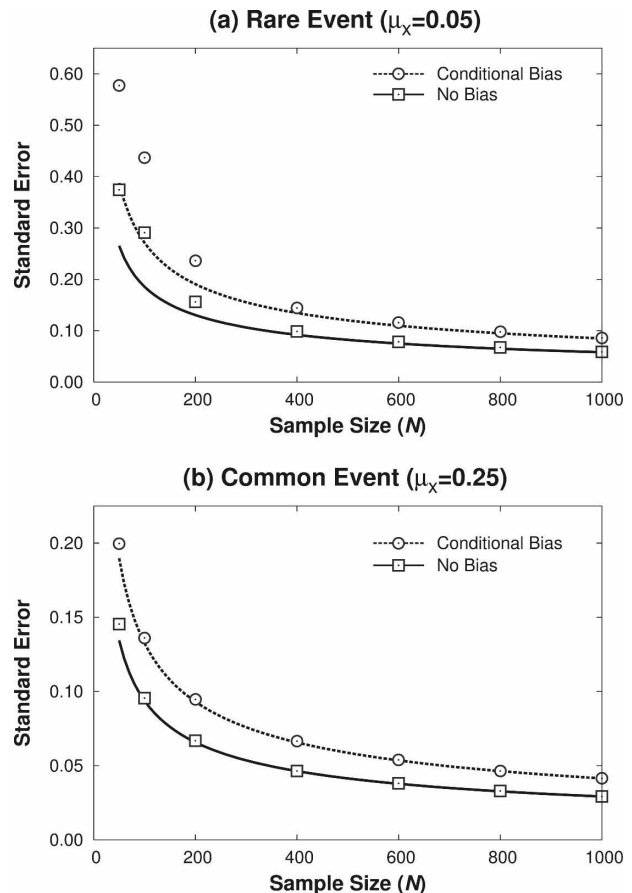 (a) Rare Event (μx=0.05)
0.60
0.50
0.40
0.30
0.20
0.10
0.00
Standard Error
Conditional Bias
No Bias
0 200 400 600 800 1000
Sample Size (N)
(b) Common Event (μx=0.25)
0.20
0.15
0.10
0.05
0.00
Standard Error
Conditional Bias
No Bias
0 200 400 600 800 1000
Sample Size (N)